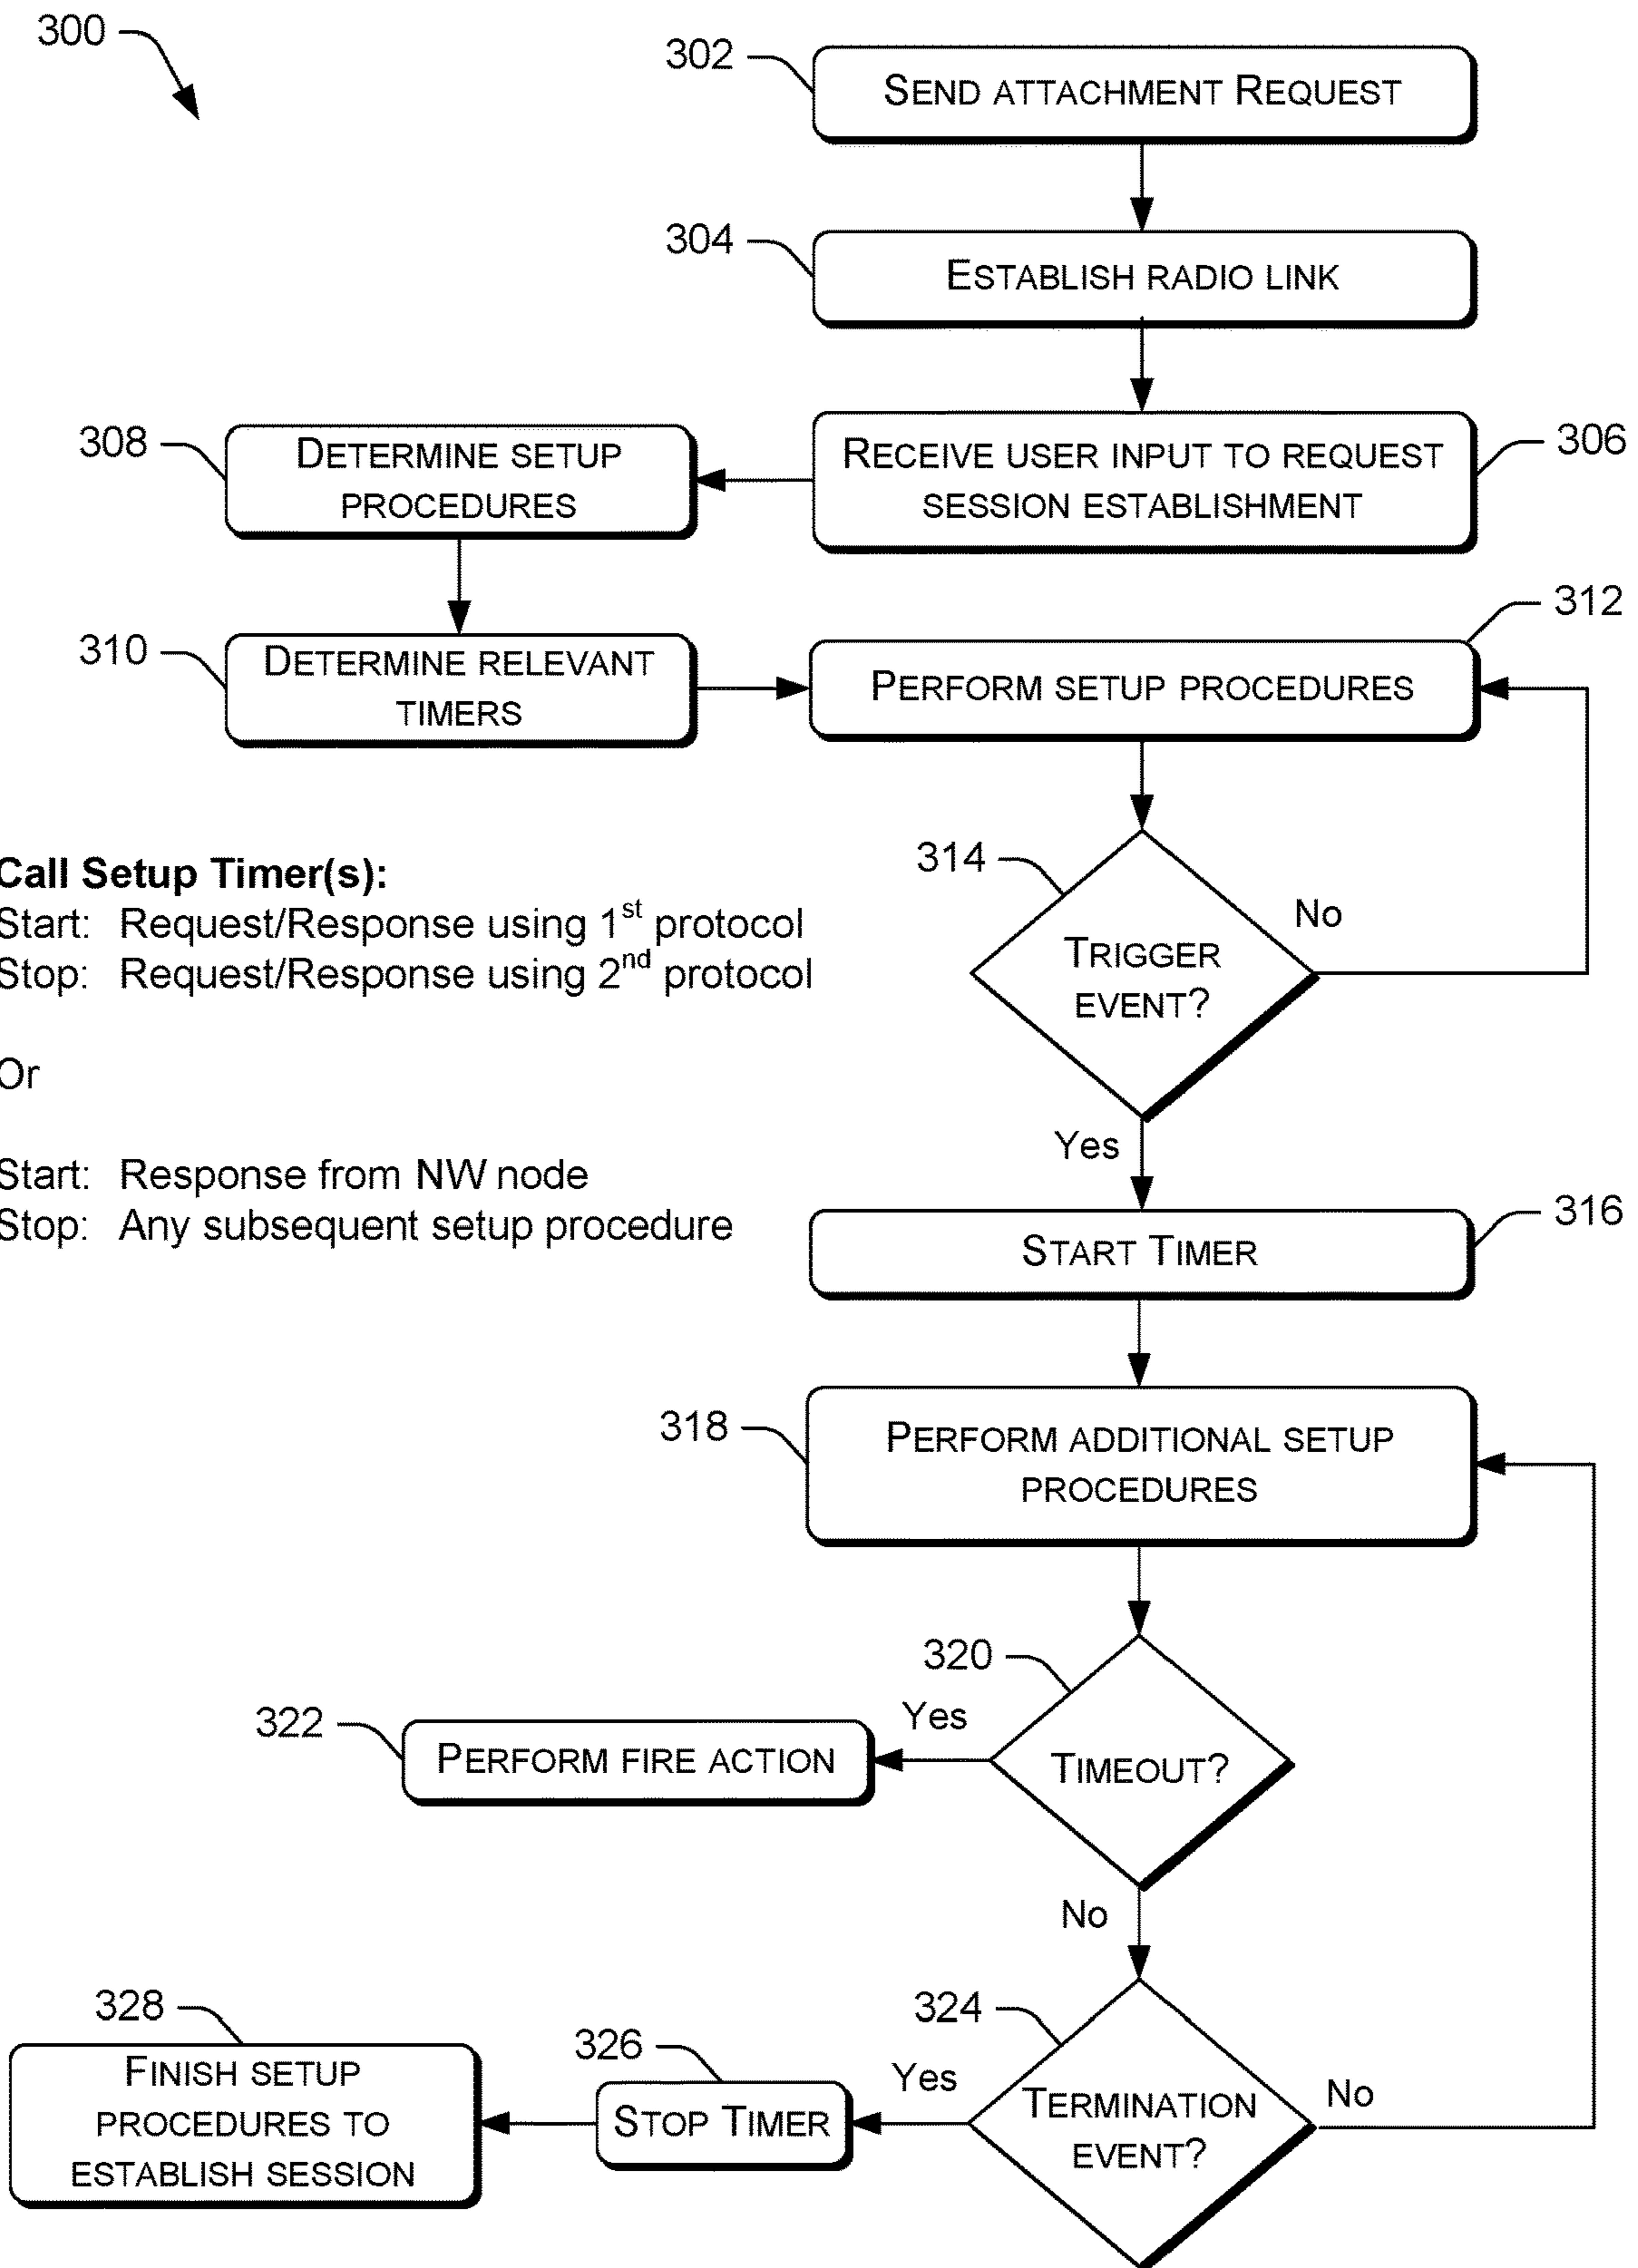 300
302
SEND ATTACHMENT REQUEST
304
ESTABLISH RADIO LINK
308
DETERMINE SETUP
PROCEDURES
RECEIVE USER INPUT TO REQUEST
SESSION ESTABLISHMENT
306
310
DETERMINE RELEVANT
TIMERS
312
PERFORM SETUP PROCEDURES
Call Setup Timer(s):
Start: Request/Response using 1st protocol
Stop: Request/Response using 2nd protocol
Or
Start: Response from NW node
Stop: Any subsequent setup procedure
314
TRIGGER
EVENT?
No
Yes
316
START TIMER
318
PERFORM ADDITIONAL SETUP
PROCEDURES
320
TIMEOUT?
Yes
322
PERFORM FIRE ACTION
No
324
TERMINATION
EVENT?
No
Yes
326
STOP TIMER
328
FINISH SETUP
PROCEDURES TO
ESTABLISH SESSION